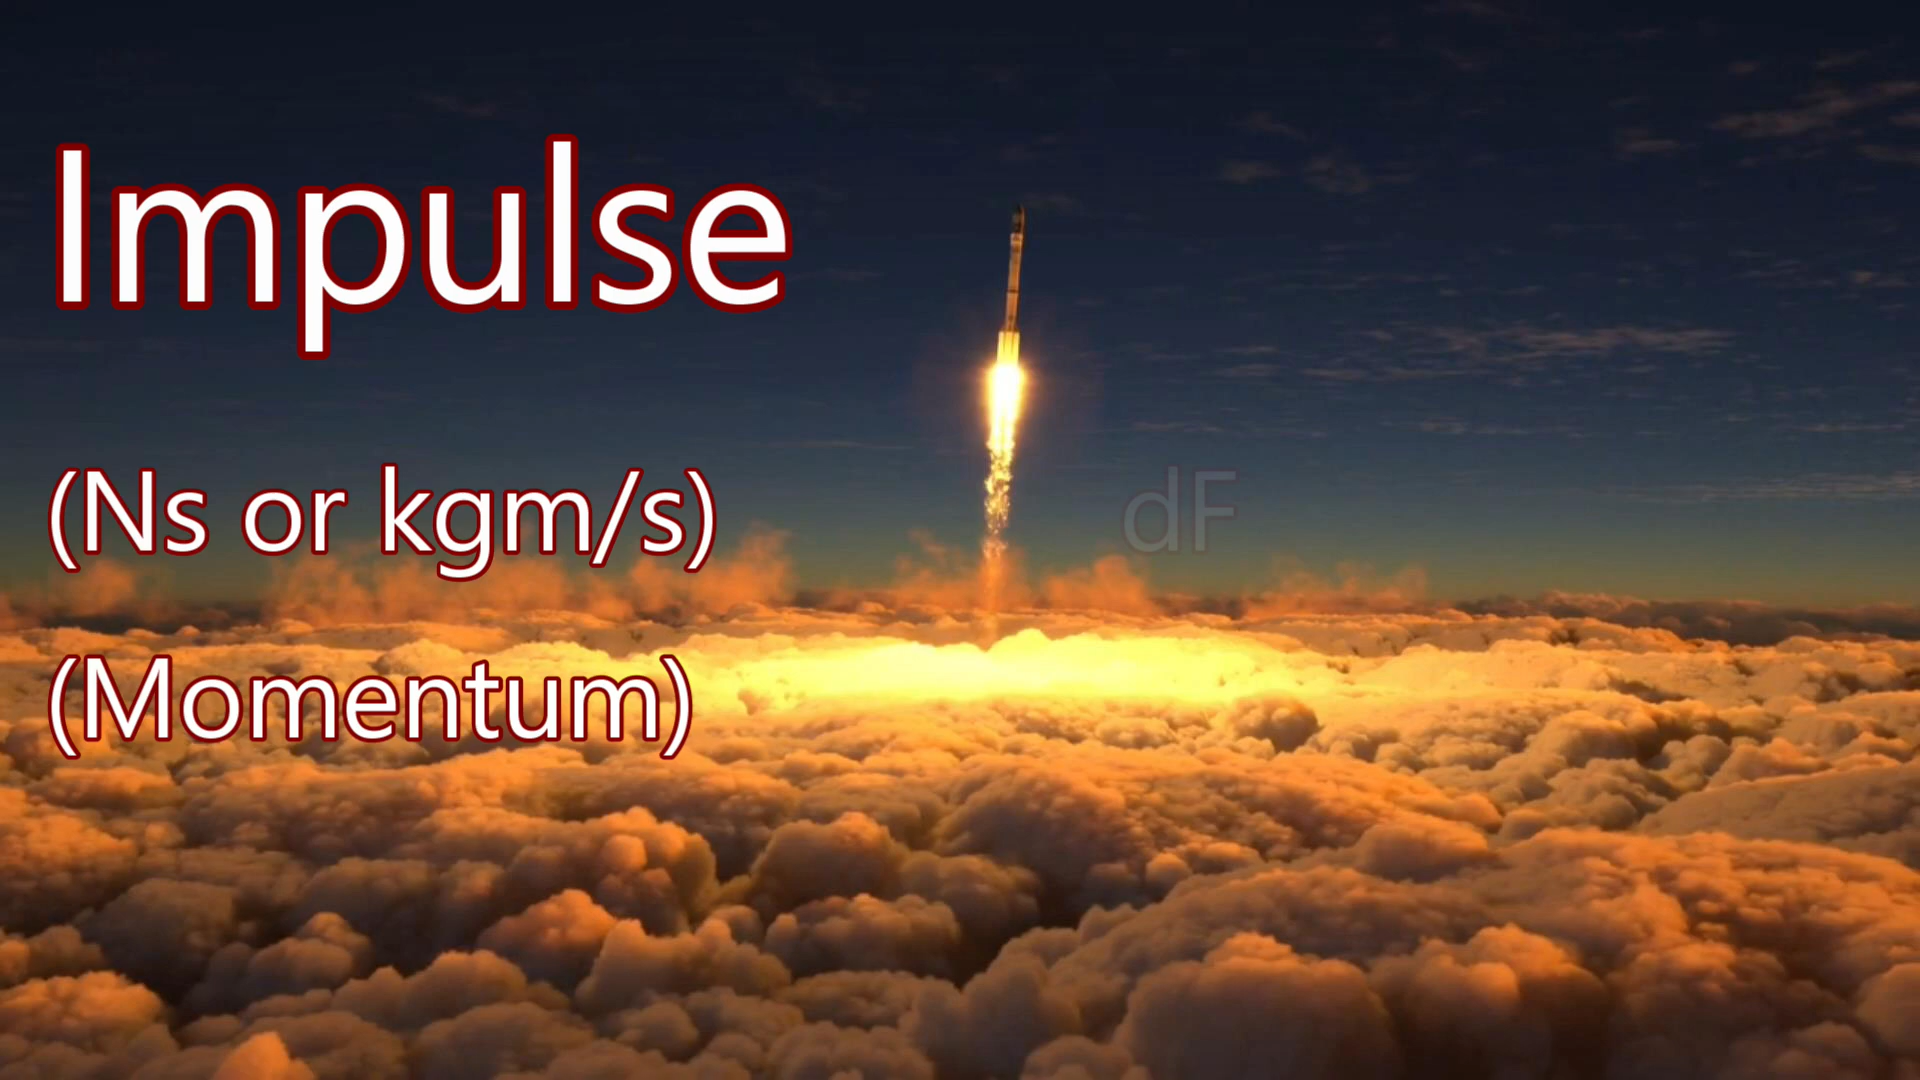 Impulse
(Ns or kgm/s)
dF
(Momentum)